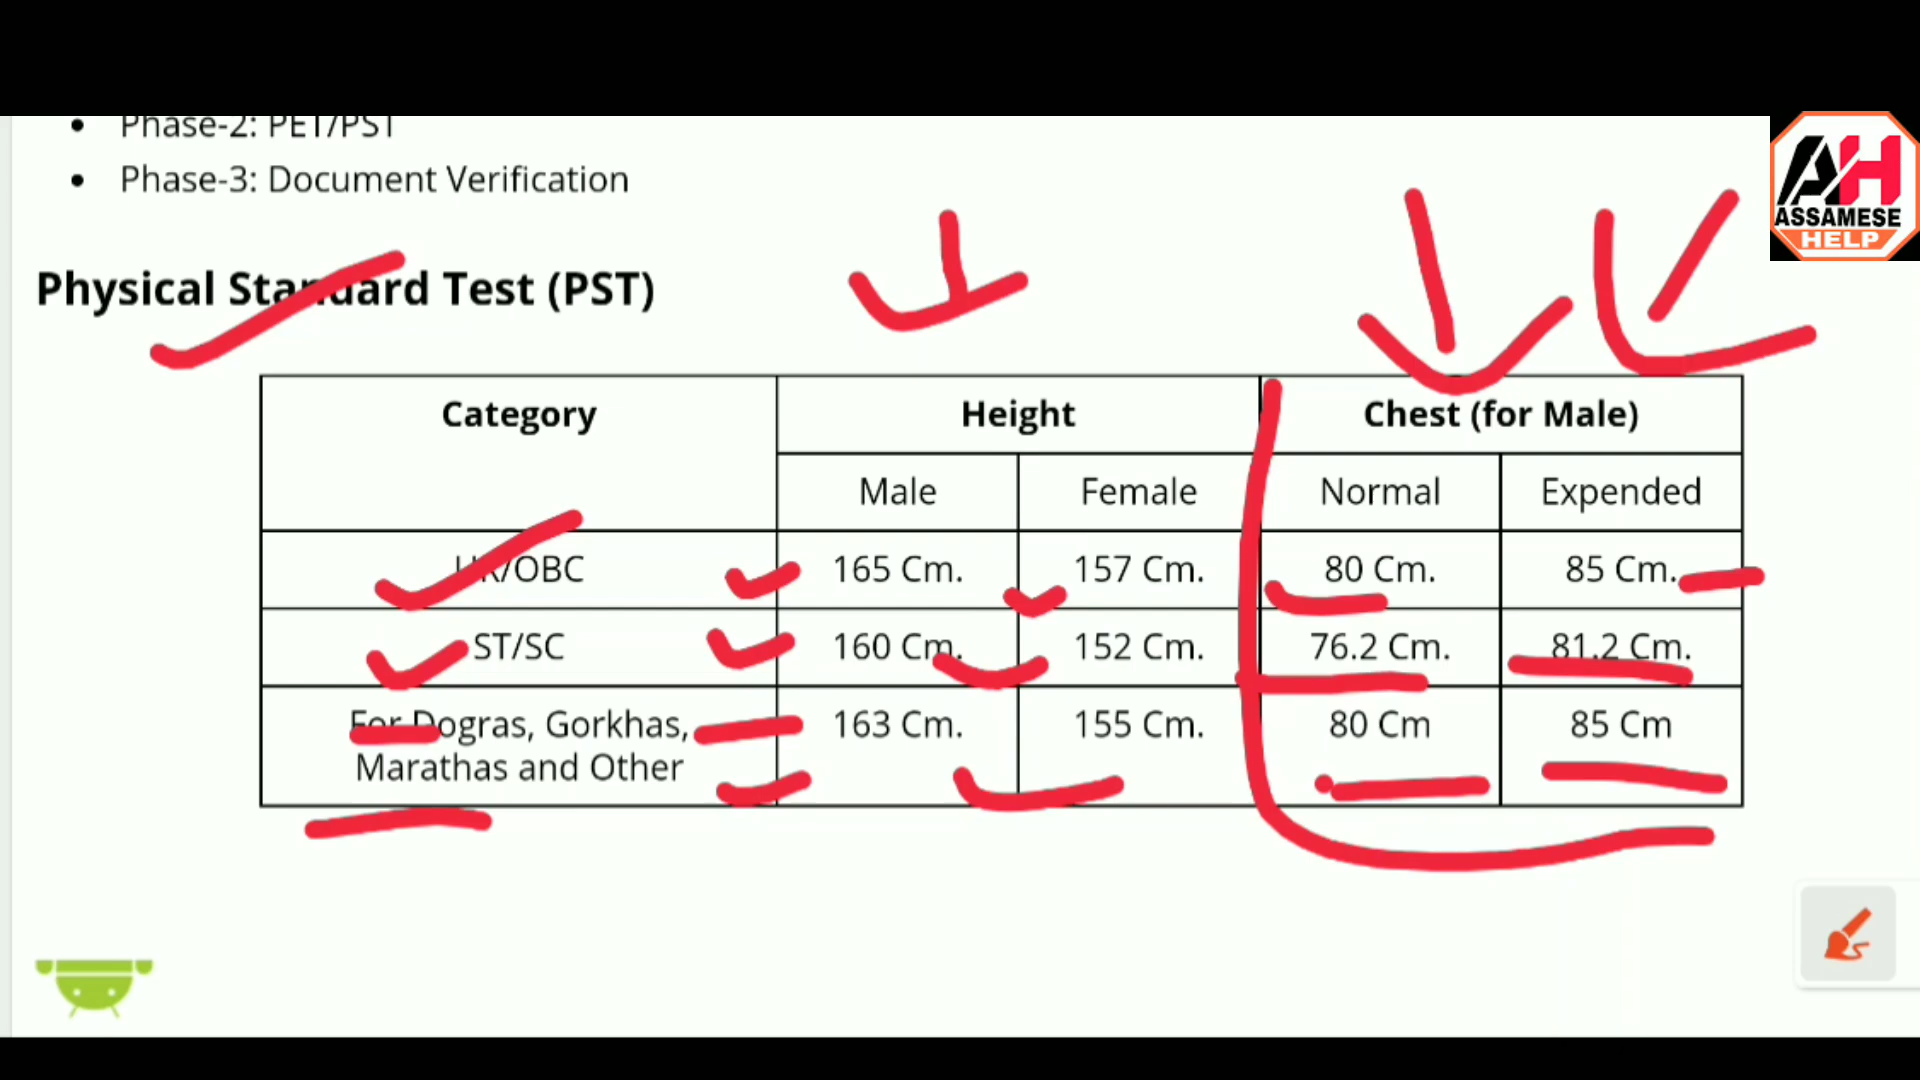 Phase-2: PET/PST
Phase-3: Document Verification
AH
ASSAMESE
HELP
Physical Standard Test (PST)
Category Height Chest (for Male)
Male Female Normal Expended
UR/OBC 165 Cm. 157 Cm. 80 Cm. 85 Cm.
ST/SC 160 Cm. 152 Cm. 76.2 Cm. 81.2 Cm.
For Dogras, Gorkhas, 163 Cm. 155 Cm. 80 Cm 85 Cm
Marathas and Other